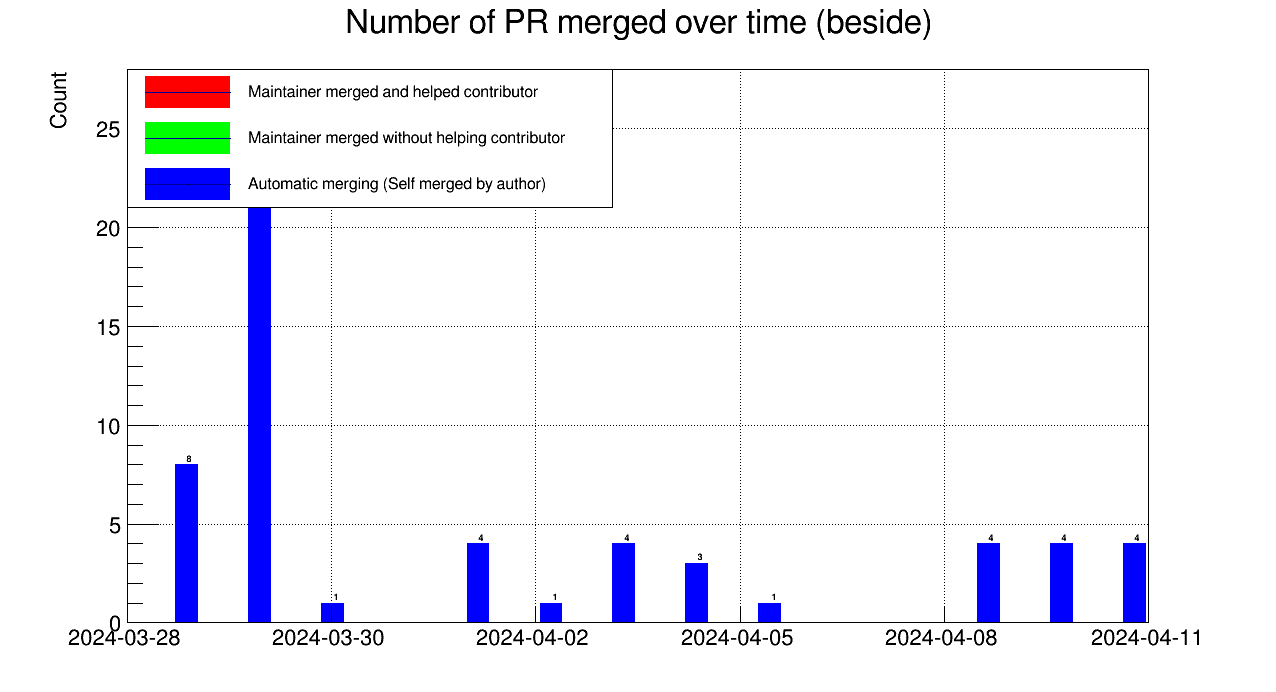 Number of PR merged over time (beside)
Count
Maintainer merged and helped contributor
Maintainer merged without helping contributor
Automatic merging (Self merged by author)
25
20
15
10
5
0
8
1
4
1
4
3
1
4
4
4
2024-03-28 2024-03-30 2024-04-02 2024-04-05 2024-04-08 2024-04-11